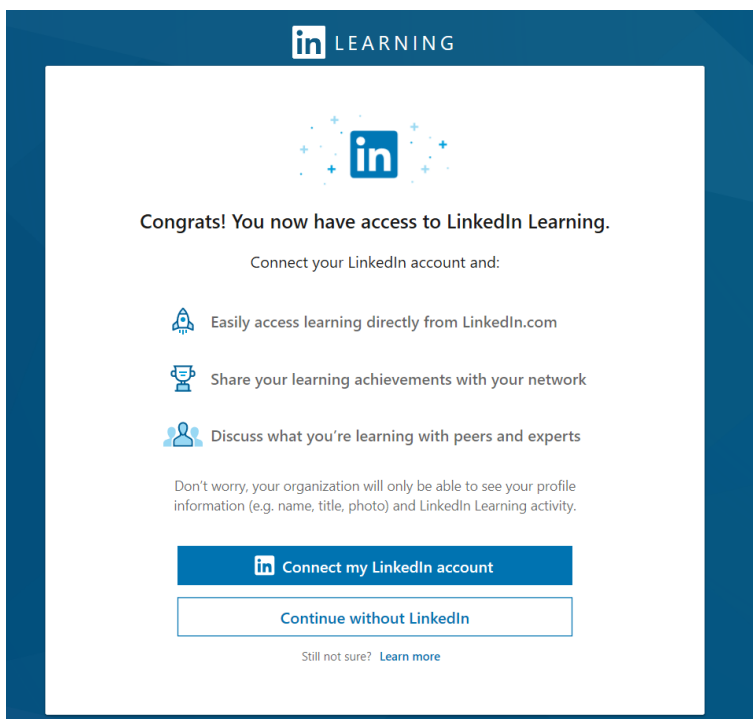 in LEARNING
in
Congrats! You now have access to LinkedIn Learning.
Connect your LinkedIn account and:
Easily access learning directly from LinkedIn.com
Share your learning achievements with your network
Discuss what you're learning with peers and experts
Don't worry, your organization will only be able to see your profile
information (e.g. name, title, photo) and LinkedIn Learning activity.
in Connect my LinkedIn account
Continue without LinkedIn
Still not sure? Learn more